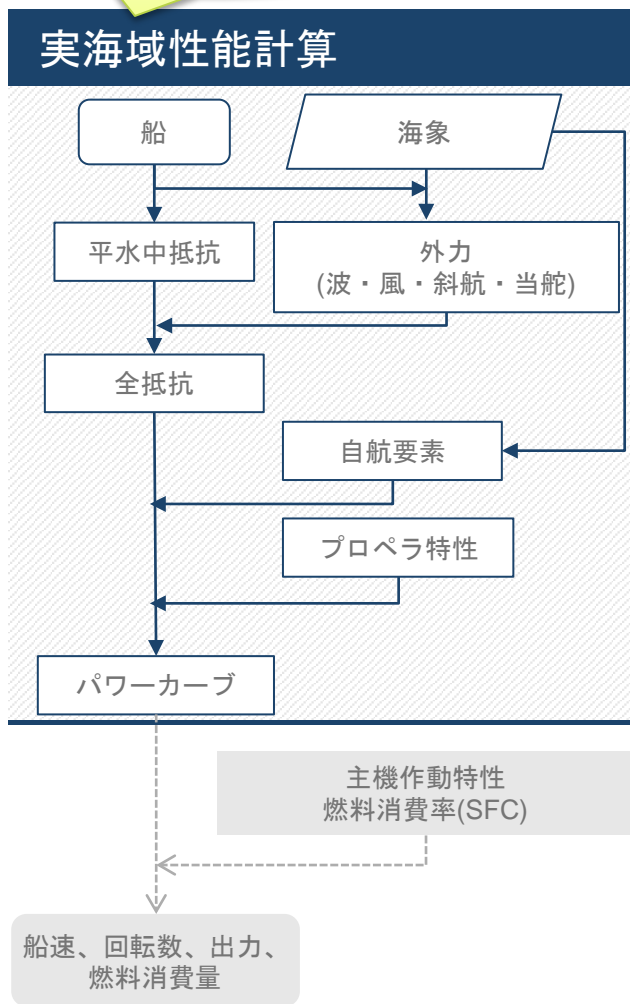 実海域性能計算
船
海象
平水中抵抗
外力
(波・風・斜航・当舵)
全抵抗
自航要素
プロペラ特性
パワーカーブ
主機作動特性
燃料消費率(SFC)
船速、回転数、出力、
燃料消費量